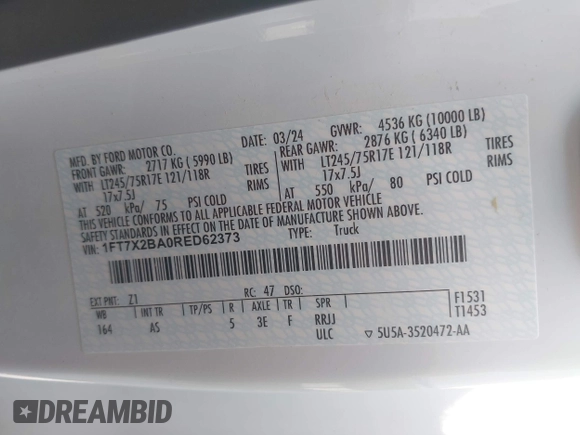 MFD. BY FORD MOTOR CO.
DATE: 03/24
GVWR: 4536 KG (10000 LB)
FRONT GAWR: 2717 KG ( 5990 LB)
REAR GAWR: 2876 KG ( 6340 LB)
WITH LT245/75R17E 121/118R TIRES
LT245/75R17E 121/118R TIRES
17x7.5J RIMS
17x7.5J RIMS
AT 520 kPa/ 75 PSI COLD
AT 550 kPa/ 80 PSI COLD
THIS VEHICLE CONFORMS TO ALL APPLICABLE FEDERAL MOTOR VEHICLE
SAFETY STANDARDS IN EFFECT ON THE DATE OF MANUFACTURE SHOWN ABOVE.
VIN: 1FT7X2BA0RED62373
TYPE: Truck
EXT PNT: Z1
RC: 47 DSO:
F1531
T1453
WB INT TR TP/PS R AXLE TR SPR
164 AS 5 3E F RRJJ
ULC
▽ 5U5A-3520472-AA
DREAMBID